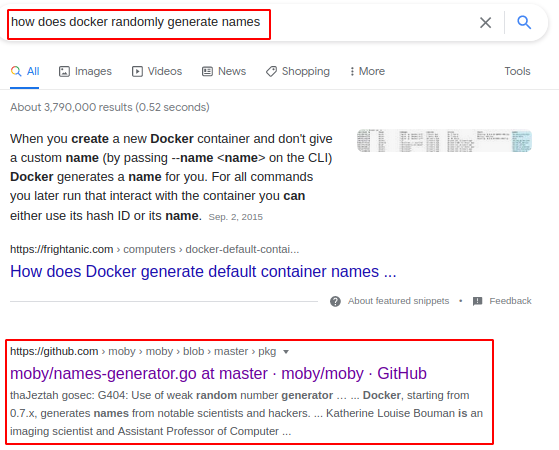 how does docker randomly generate names
All Images Videos News Shopping More Tools
About 3,790,000 results (0.52 seconds)
When you create a new Docker container and don't give
a custom name (by passing --name <name> on the CLI)
Docker generates a name for you. For all commands
you later run that interact with the container you can
either use its hash ID or its name. Sep. 2, 2015
https://frightanic.com › computers › docker-default-contai...
How does Docker generate default container names ...
About featured snippets • Feedback
https://github.com › moby › moby › blob › master › pkg
moby/names-generator.go at master · moby/moby · GitHub
thaJeztah gosec: G404: Use of weak random number generator … ... Docker, starting from
0.7.x, generates names from notable scientists and hackers. ... Katherine Louise Bouman is an
imaging scientist and Assistant Professor of Computer ...